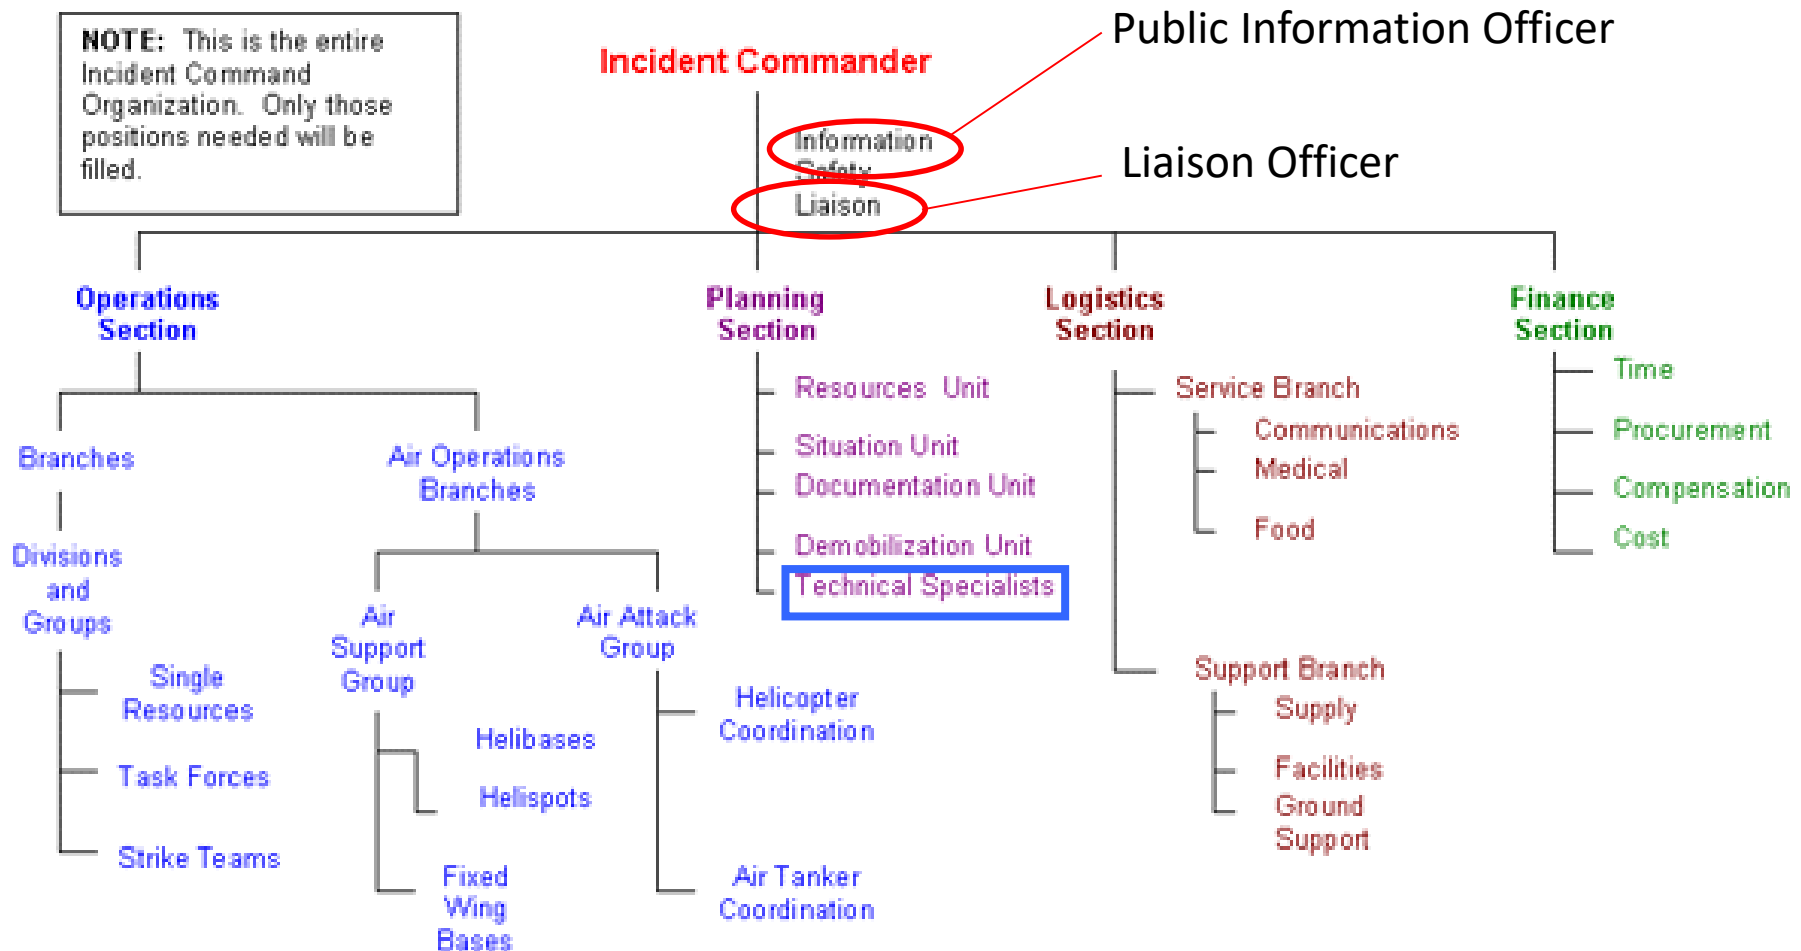 NOTE: This is the entire
Incident Command
Organization. Only those
positions needed will be
filled.
Public Information Officer
Incident Commander
Information
Safety
Liaison
Liaison Officer
Operations
Section
Planning
Section
Logistics
Section
Finance
Section
Branches
Air Operations
Branches
Divisions
and
Groups
Single
Resources
Task Forces
Strike Teams
Air
Support
Group
Air Attack
Group
Helibases
Helispots
Fixed
Wing
Bases
Helicopter
Coordination
Air Tanker
Coordination
Resources Unit
Situation Unit
Documentation Unit
Demobilization Unit
Technical Specialists
Service Branch
Communications
Medical
Food
Support Branch
Supply
Facilities
Ground
Support
Time
Procurement
Compensation
Cost